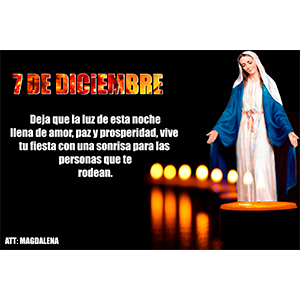 7 DE DICIEMBRE
Deja que la luz de esta noche
llena de amor, paz y prosperidad, vive
tu fiesta con una sonrisa para las
personas que te
rodean.
ATT: MAGDALENA